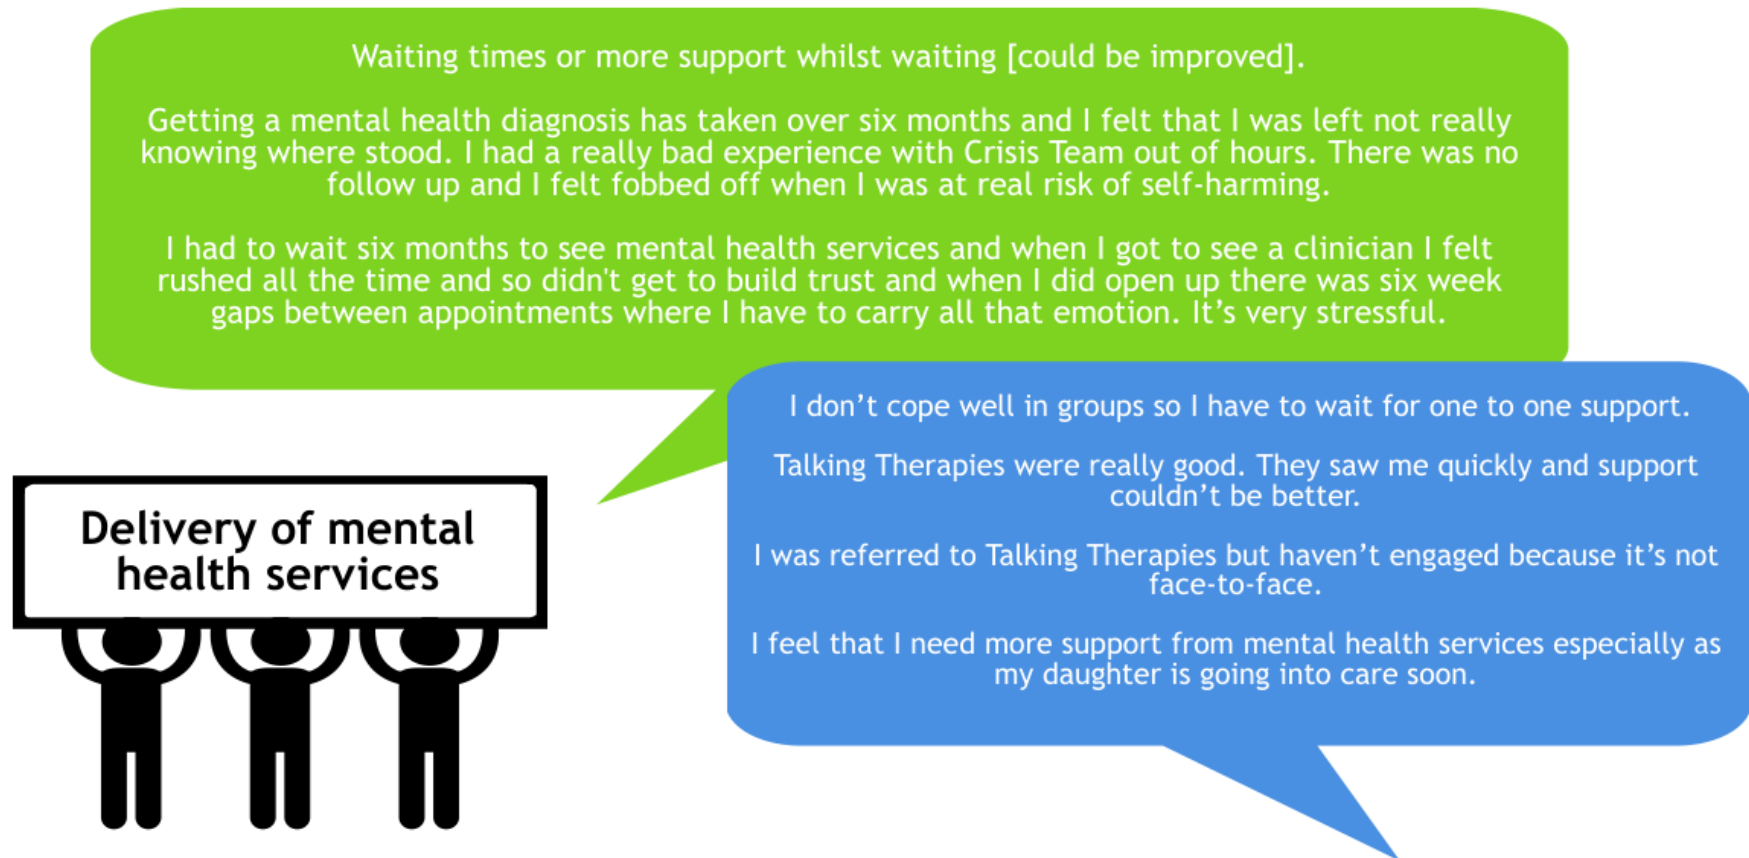 Waiting times or more support whilst waiting [could be improved].
Getting a mental health diagnosis has taken over six months and I felt that I was left not really
knowing where stood. I had a really bad experience with Crisis Team out of hours. There was no
follow up and I felt fobbed off when I was at real risk of self-harming.
I had to wait six months to see mental health services and when I got to see a clinician I felt
rushed all the time and so didn't get to build trust and when I did open up there was six week
gaps between appointments where I have to carry all that emotion. It’s very stressful.
I don’t cope well in groups so I have to wait for one to one support.
Talking Therapies were really good. They saw me quickly and support
couldn’t be better.
I was referred to Talking Therapies but haven’t engaged because it’s not
face-to-face.
I feel that I need more support from mental health services especially as
my daughter is going into care soon.
Delivery of mental
health services